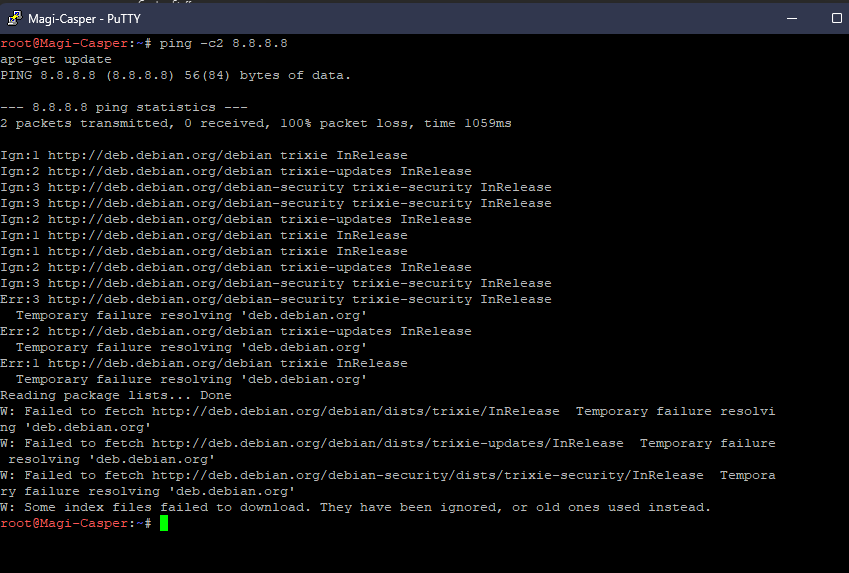 Magi-Casper - PuTTY
root@Magi-Casper:~# ping -c2 8.8.8.8
apt-get update
PING 8.8.8.8 (8.8.8.8) 56(84) bytes of data.
--- 8.8.8.8 ping statistics ---
2 packets transmitted, 0 received, 100% packet loss, time 1059ms
Ign:1 http://deb.debian.org/debian trixie InRelease
Ign:2 http://deb.debian.org/debian trixie-updates InRelease
Ign:3 http://deb.debian.org/debian-security trixie-security InRelease
Ign:3 http://deb.debian.org/debian-security trixie-security InRelease
Ign:2 http://deb.debian.org/debian trixie-updates InRelease
Ign:1 http://deb.debian.org/debian trixie InRelease
Ign:1 http://deb.debian.org/debian trixie InRelease
Ign:2 http://deb.debian.org/debian trixie-updates InRelease
Ign:3 http://deb.debian.org/debian-security trixie-security InRelease
Err:3 http://deb.debian.org/debian-security trixie-security InRelease
  Temporary failure resolving 'deb.debian.org'
Err:2 http://deb.debian.org/debian trixie-updates InRelease
  Temporary failure resolving 'deb.debian.org'
Err:1 http://deb.debian.org/debian trixie InRelease
  Temporary failure resolving 'deb.debian.org'
Reading package lists... Done
W: Failed to fetch http://deb.debian.org/debian/dists/trixie/InRelease  Temporary failure resolvi
ng 'deb.debian.org'
W: Failed to fetch http://deb.debian.org/debian/dists/trixie-updates/InRelease  Temporary failure
 resolving 'deb.debian.org'
W: Failed to fetch http://deb.debian.org/debian-security/dists/trixie-security/InRelease  Tempora
ry failure resolving 'deb.debian.org'
W: Some index files failed to download. They have been ignored, or old ones used instead.
root@Magi-Casper:~#